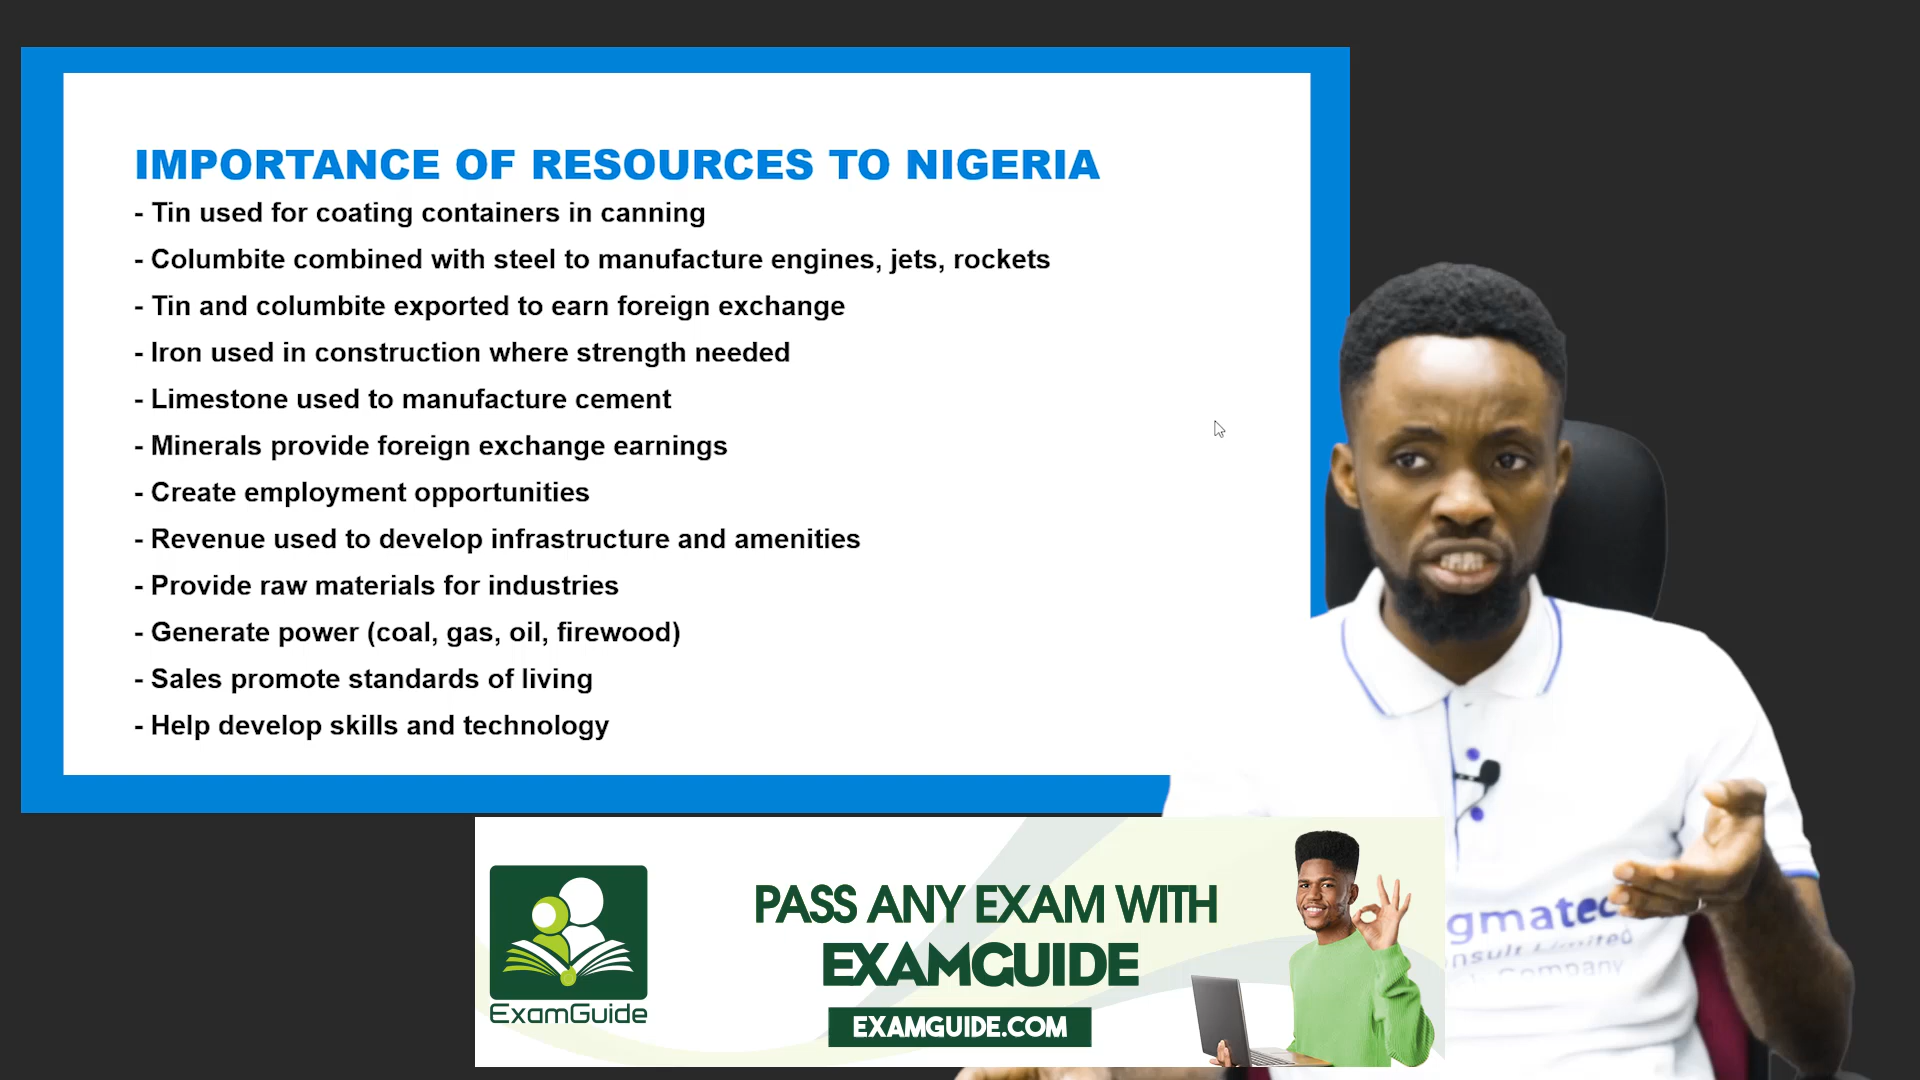 IMPORTANCE OF RESOURCES TO NIGERIA
- Tin used for coating containers in canning
- Columbite combined with steel to manufacture engines, jets, rockets
- Tin and columbite exported to earn foreign exchange
- Iron used in construction where strength needed
- Limestone used to manufacture cement
- Minerals provide foreign exchange earnings
- Create employment opportunities
- Revenue used to develop infrastructure and amenities
- Provide raw materials for industries
- Generate power (coal, gas, oil, firewood)
- Sales promote standards of living
- Help develop skills and technology
PASS ANY EXAM WITH
EXAMGUIDE
EXAMGUIDE.COM
ExamGuide
gmatec
nsult Limited
Company